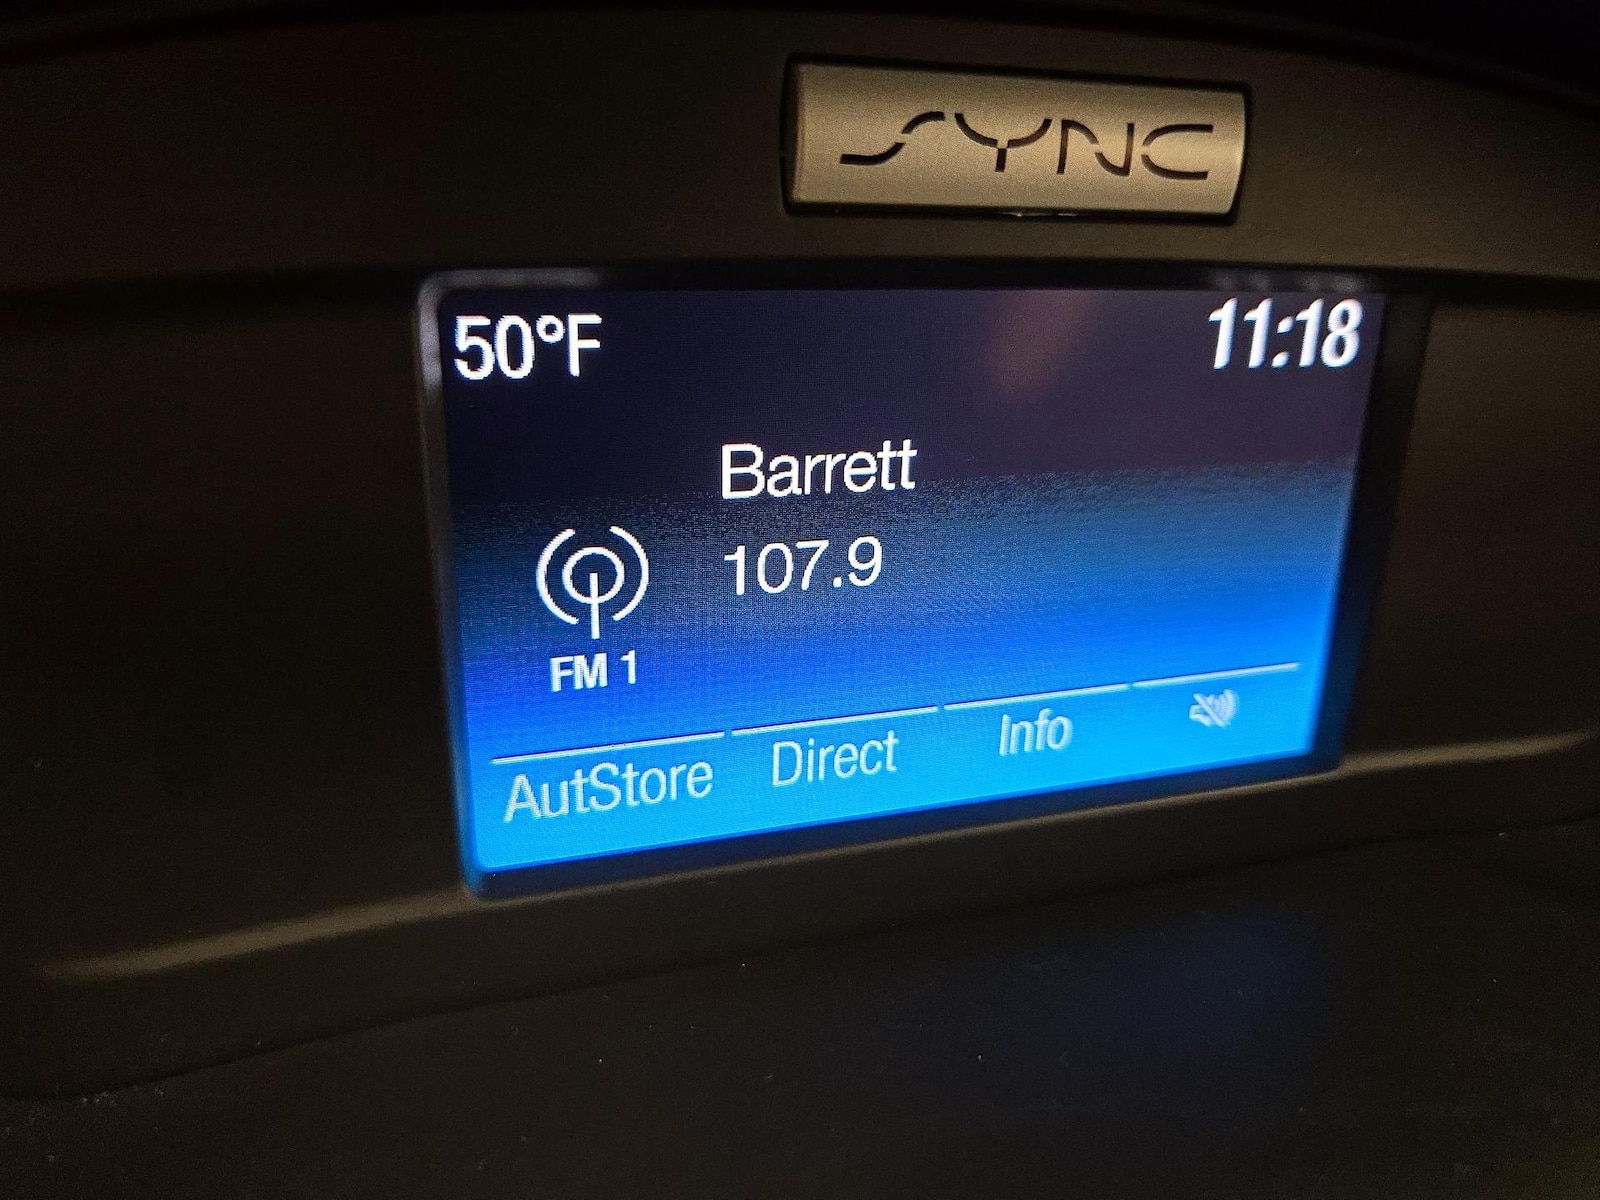 SYNC
50°F 11:18
Barrett
107.9
FM 1
AutStore Direct Info